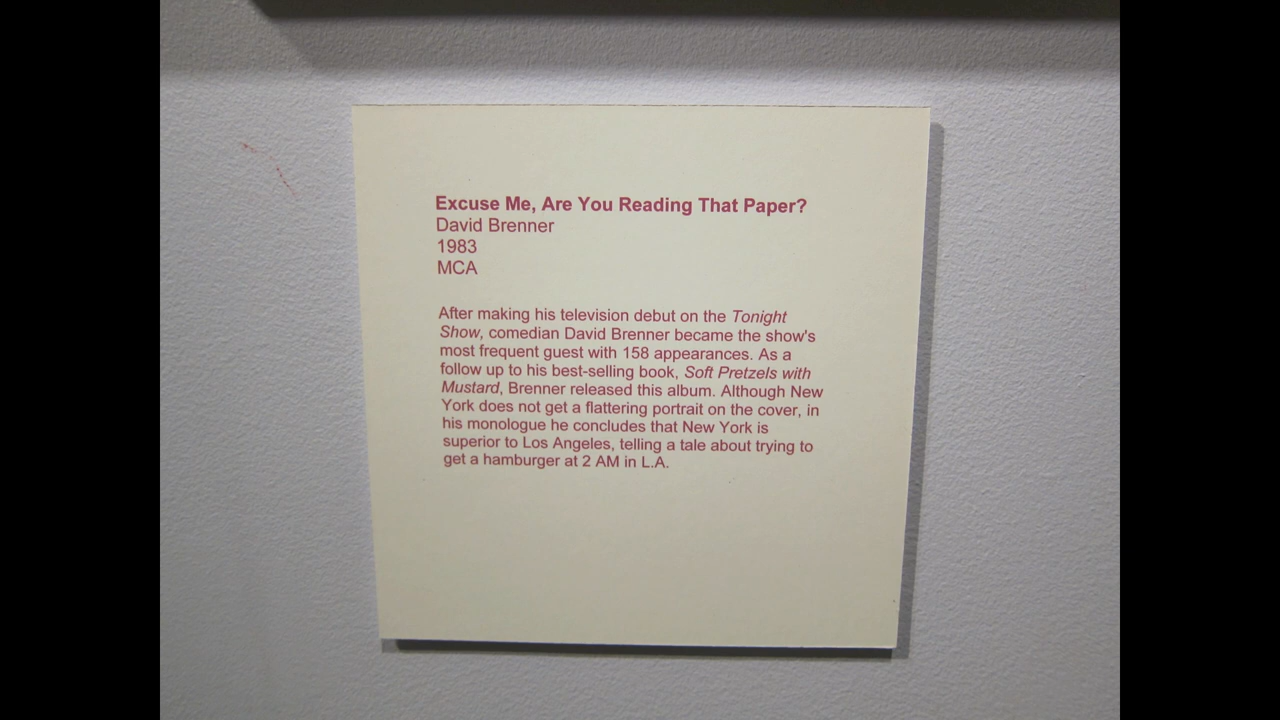 Excuse Me, Are You Reading That Paper?
David Brenner
1983
MCA
After making his television debut on the Tonight
Show, comedian David Brenner became the show's
most frequent guest with 158 appearances. As a
follow up to his best-selling book, Soft Pretzels with
Mustard, Brenner released this album. Although New
York does not get a flattering portrait on the cover, in
his monologue he concludes that New York is
superior to Los Angeles, telling a tale about trying to
get a hamburger at 2 AM in L.A.